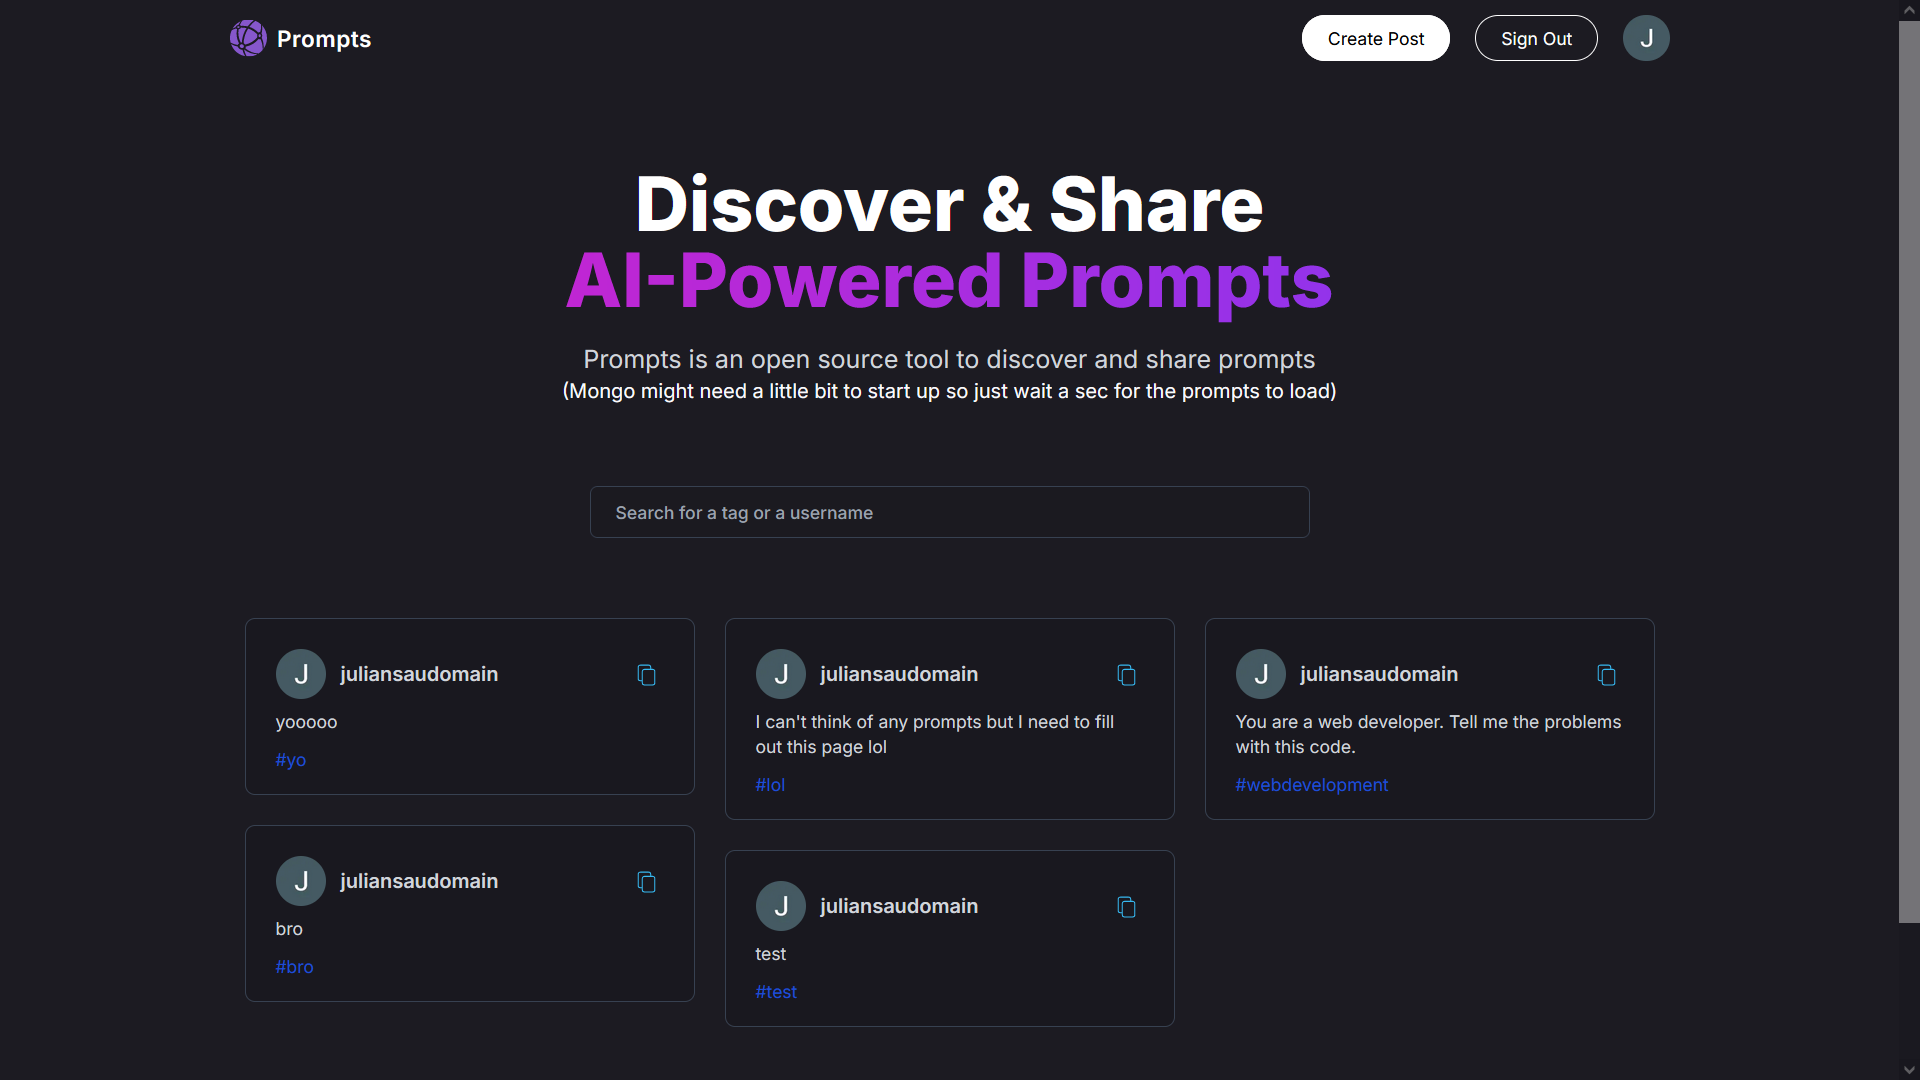 Prompts
Create Post
Sign Out
J
Discover & Share
AI-Powered Prompts
Prompts is an open source tool to discover and share prompts
(Mongo might need a little bit to start up so just wait a sec for the prompts to load)
Search for a tag or a username
J
juliansaudomain
yooooo
#yo
J
juliansaudomain
bro
#bro
J
juliansaudomain
I can't think of any prompts but I need to fill
out this page lol
#lol
J
juliansaudomain
test
#test
J
juliansaudomain
You are a web developer. Tell me the problems
with this code.
#webdevelopment